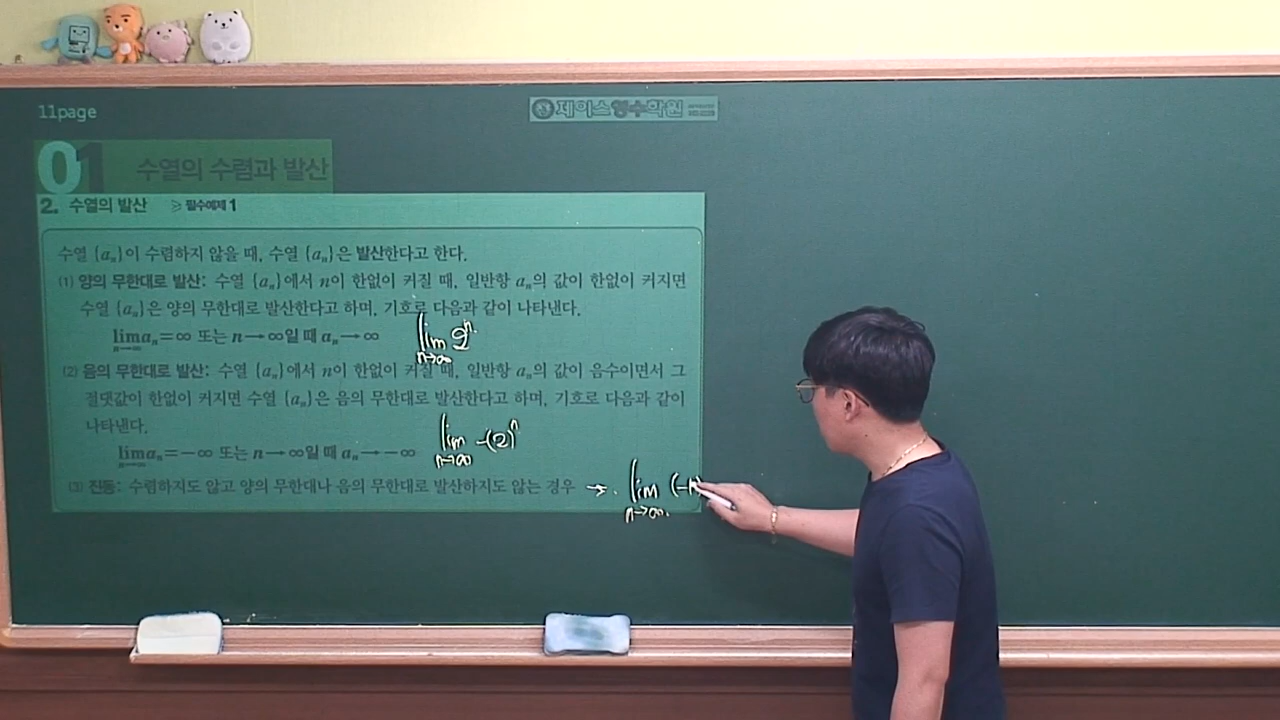 11page
제이스영수학원
01 수열의 수렴과 발산
2. 수열의 발산 ≫ 필수예제 1
수열 {aₙ}이 수렴하지 않을 때, 수열 {aₙ}은 발산한다고 한다.
(1) 양의 무한대로 발산: 수열 {aₙ}에서 n이 한없이 커질 때, 일반항 aₙ의 값이 한없이 커지면
수열 {aₙ}은 양의 무한대로 발산한다고 하며, 기호로 다음과 같이 나타낸다.
lim n→∞ aₙ=∞ 또는 n→∞일 때 aₙ→∞
lim n→∞ 2ⁿ
(2) 음의 무한대로 발산: 수열 {aₙ}에서 n이 한없이 커질 때, 일반항 aₙ의 값이 음수이면서 그
절댓값이 한없이 커지면 수열 {aₙ}은 음의 무한대로 발산한다고 하며, 기호로 다음과 같이
나타낸다.
lim n→∞ aₙ=-∞ 또는 n→∞일 때 aₙ→-∞
lim n→∞ -(2)ⁿ
(3) 진동: 수렴하지도 않고 양의 무한대나 음의 무한대로 발산하지도 않는 경우
→ lim n→∞ (-1)